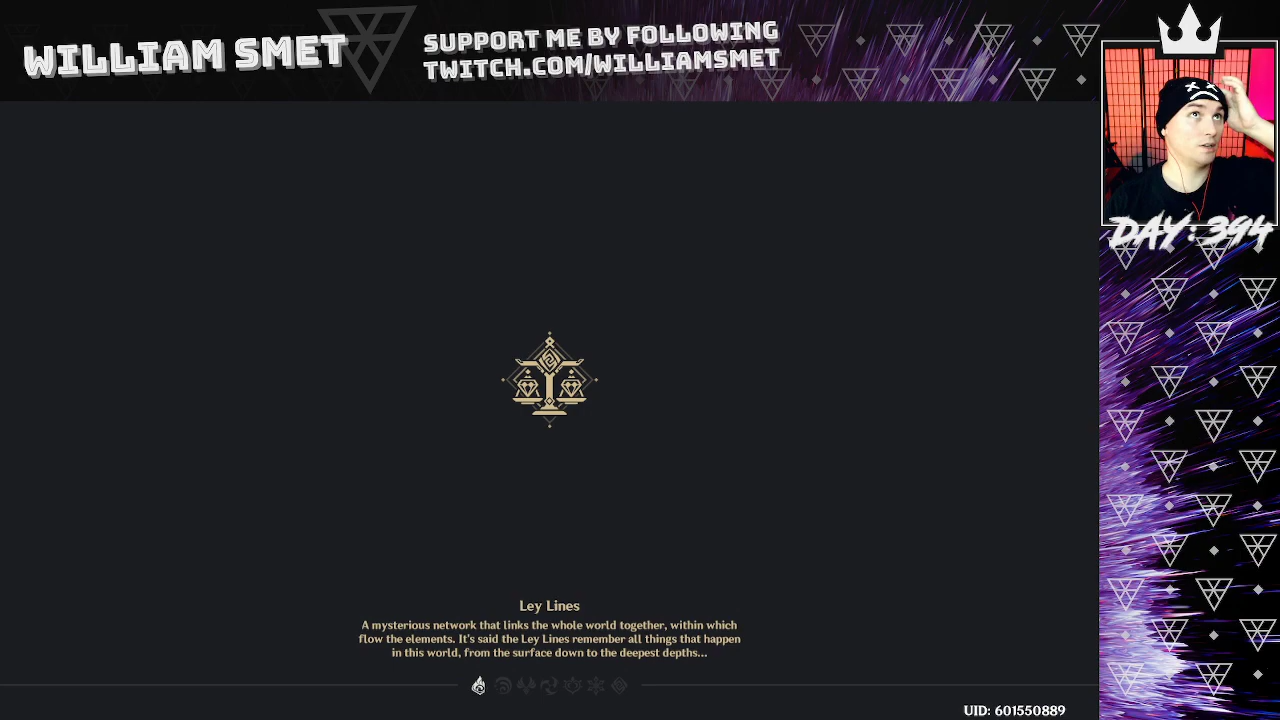 WILLIAM SMET
SUPPORT ME BY FOLLOWING
TWITCH.COM/WILLIAMSMET
DAY: 394
Ley Lines
A mysterious network that links the whole world together, within which
flow the elements. It's said the Ley Lines remember all things that happen
in this world, from the surface down to the deepest depths...
UID: 601550889